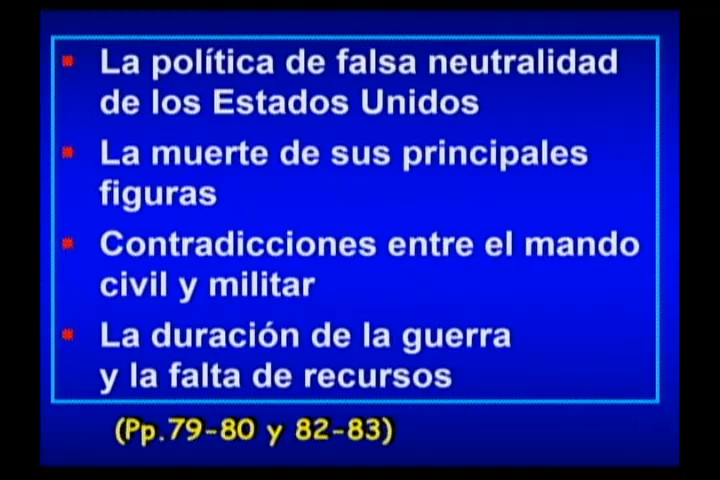 La política de falsa neutralidad
de los Estados Unidos
La muerte de sus principales
figuras
Contradicciones entre el mando
civil y militar
La duración de la guerra
y la falta de recursos
(Pp.79-80 y 82-83)